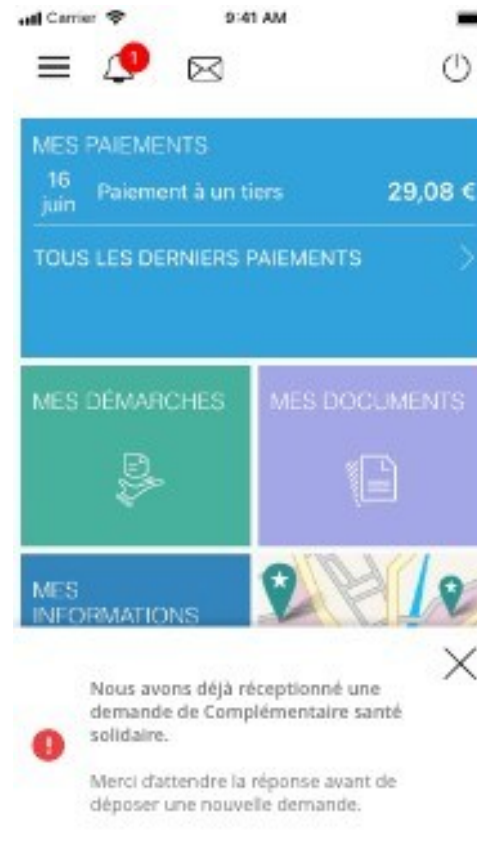 Carrier 9:41 AM
1
MES PAIEMENTS
16 juin Paiement à un tiers 29,08 €
TOUS LES DERNIERS PAIEMENTS
MES DÉMARCHES
MES DOCUMENTS
MES
INFORMATIONS
Nous avons déjà réceptionné une
demande de Complémentaire santé
solidaire.
Merci d'attendre la réponse avant de
déposer une nouvelle demande.